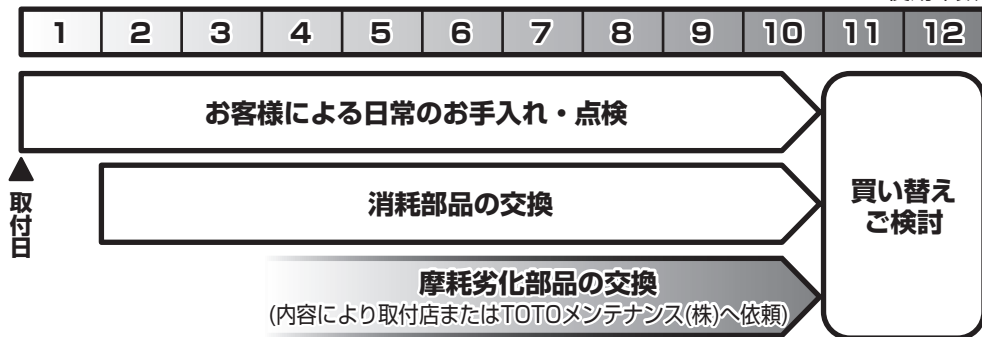 1 2 3 4 5 6 7 8 9 10 11 12
お客様による日常のお手入れ・点検
取付日
消耗部品の交換
買い替え
ご検討
摩耗劣化部品の交換
(内容により取付店またはTOTOメンテナンス(株)へ依頼)